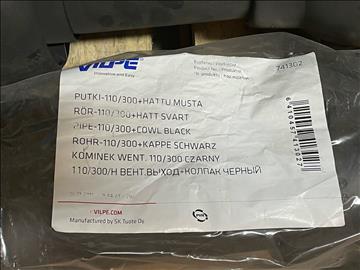 VILPE
Innovative and Easy
741302
PUTKI-110/300+HATTU MUSTA
RÖR-110/300+HATT SVART
PIPE-110/300+COWL BLACK
ROHR-110/300+KAPPE SCHWARZ
KOMINEK WENT. 110/300 CZARNY
110/300/H ВЕНТ.ВЫХОД+КОЛПАК ЧЕРНЫЙ
VILPE.COM
Manufactured by SK Tuote Oy